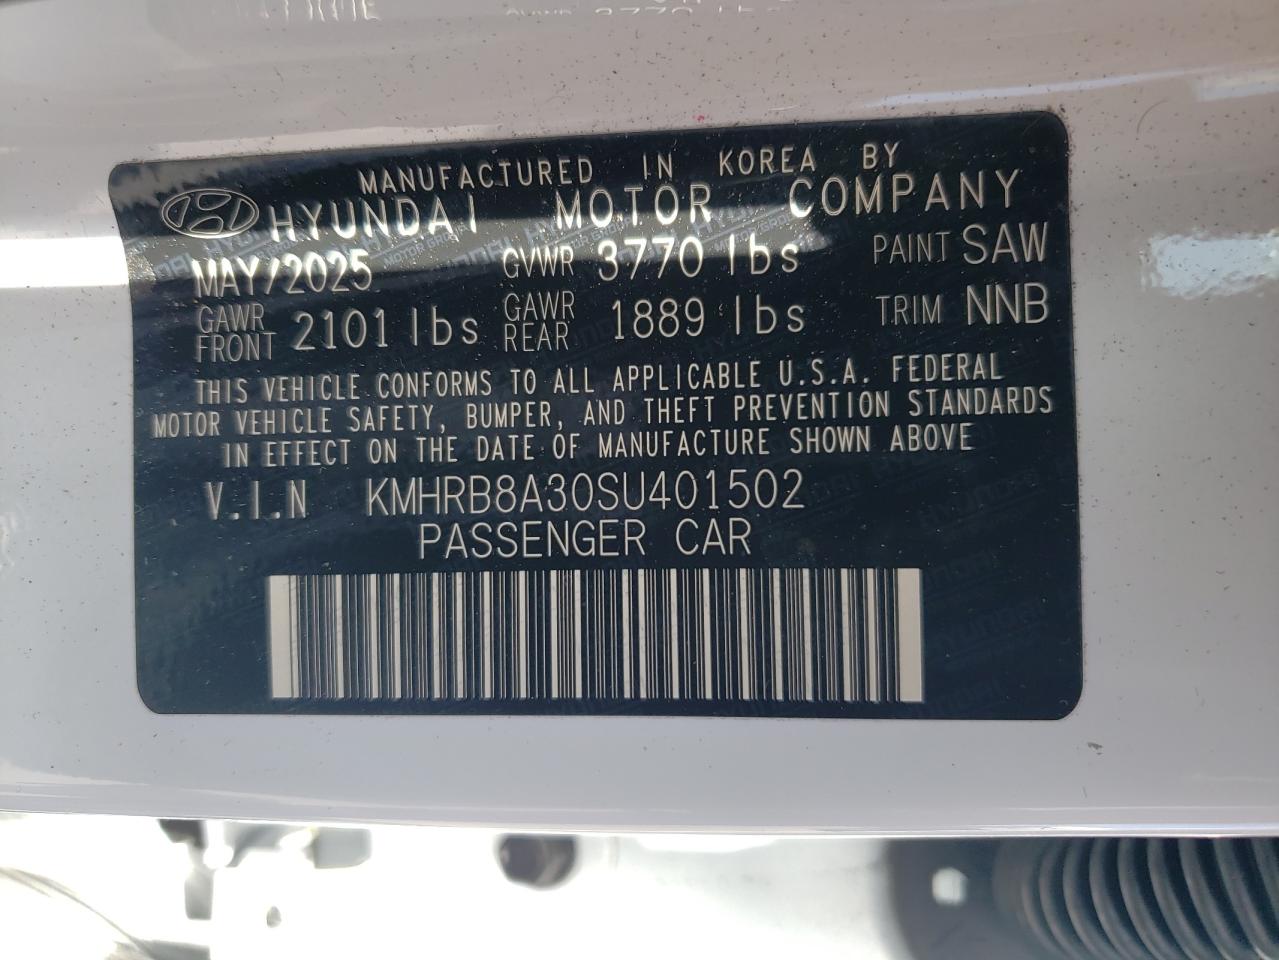 MANUFACTURED IN KOREA BY
HYUNDAI MOTOR COMPANY
MAY/2025 GVWR 3770 lbs PAINT SAW
GAWR FRONT 2101 lbs GAWR REAR 1889 lbs TRIM NNB
THIS VEHICLE CONFORMS TO ALL APPLICABLE U.S.A. FEDERAL
MOTOR VEHICLE SAFETY, BUMPER, AND THEFT PREVENTION STANDARDS
IN EFFECT ON THE DATE OF MANUFACTURE SHOWN ABOVE
V.I.N KMHRB8A30SU401502
PASSENGER CAR